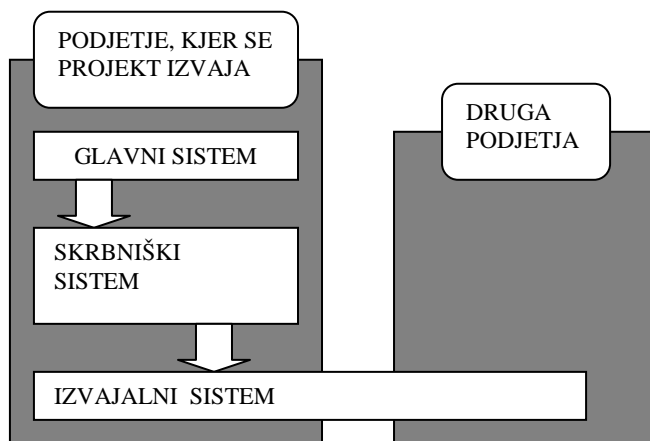 PODJETJE, KJER SE
PROJEKT IZVAJA
DRUGA
PODJETJA
GLAVNI SISTEM
SKRBNIŠKI
SISTEM
IZVAJALNI SISTEM